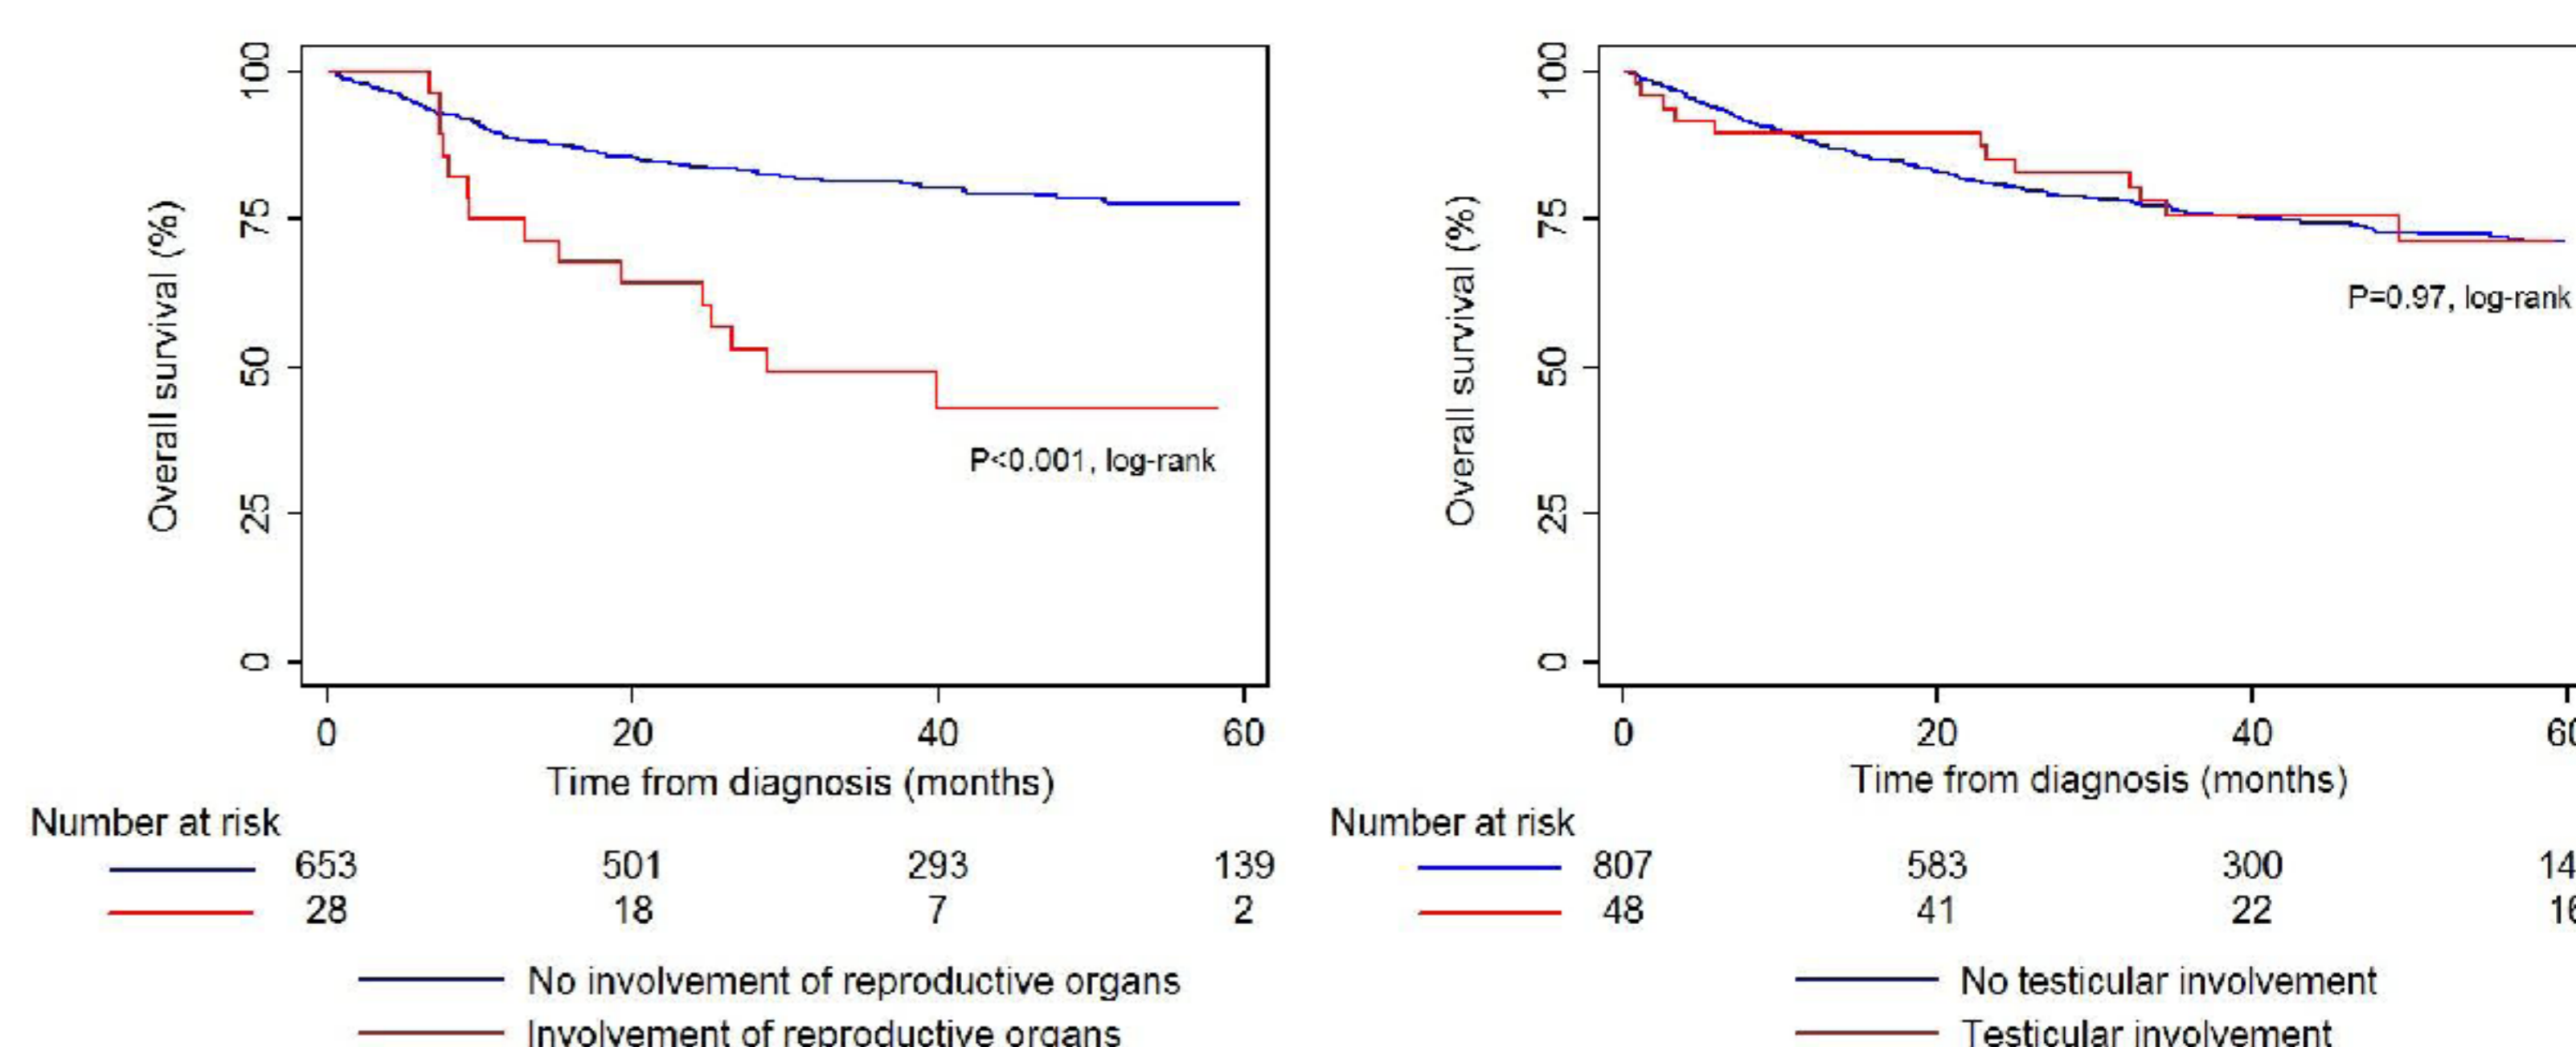 100
75
50
25
0
Overall survival (%)
P<0.001, log-rank
0 20 40 60
Time from diagnosis (months)
Number at risk
653 501 293 139
28 18 7 2
No involvement of reproductive organs
Involvement of reproductive organs
100
75
50
25
0
Overall survival (%)
P=0.97, log-rank
0 20 40 60
Time from diagnosis (months)
Number at risk
807 583 300 14
48 41 22 16
No testicular involvement
Testicular involvement